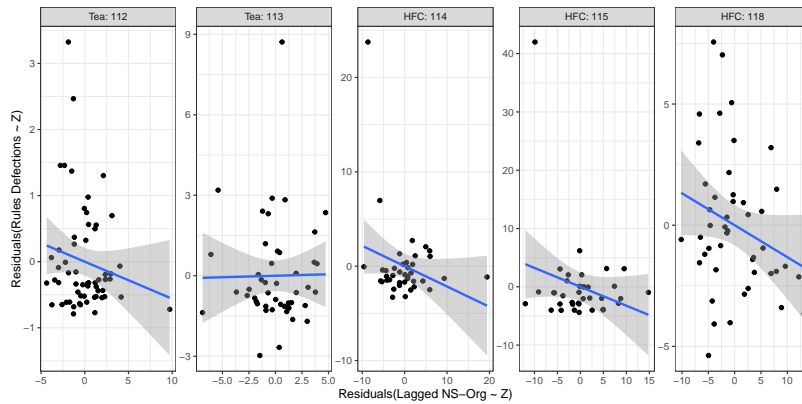 Tea: 112 Tea: 113 HFC: 114 HFC: 115 HFC: 118
Residuals(Rules Defections ~ Z)
3 2 1 0 −1
9 6 3 0 −3
20 10 0 −10
40 30 20 10 0 −10
5 0 −5
−5 0 5 10
−5.0 −2.5 0.0 2.5 5.0
−10 0 10 20
−10 −5 0 5 10 15
−10 −5 0 5 10
Residuals(Lagged NS−Org ~ Z)